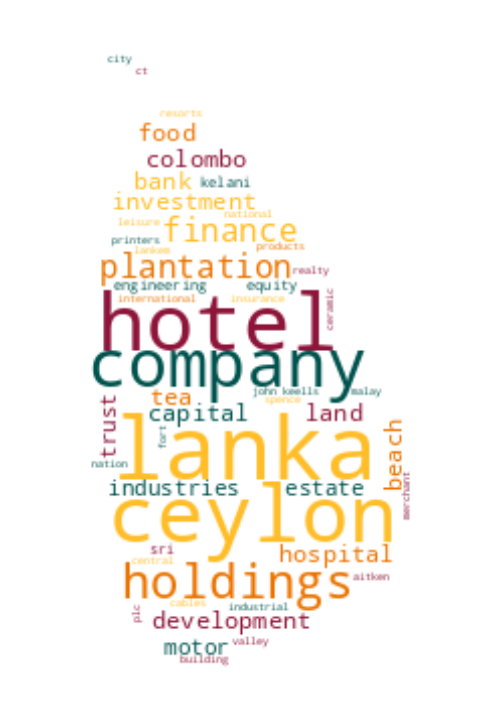 city
ct
resorts
food
colombo
bank kelani
investment
national
leisure finance
printers
products
lankem
plantation realty
engineering equity
international insurance
hotel ceramic
company
john keells malay
tea spence
trust capital land
lanka
fort beach
nation
industries estate merchant
ceylon
sri hospital
central
holdings aitken
cables industrial
plc development
motor valley
building